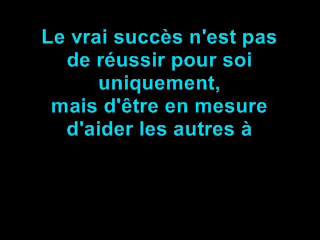 Le vrai succès n'est pas
de réussir pour soi
uniquement,
mais d'être en mesure
d'aider les autres à